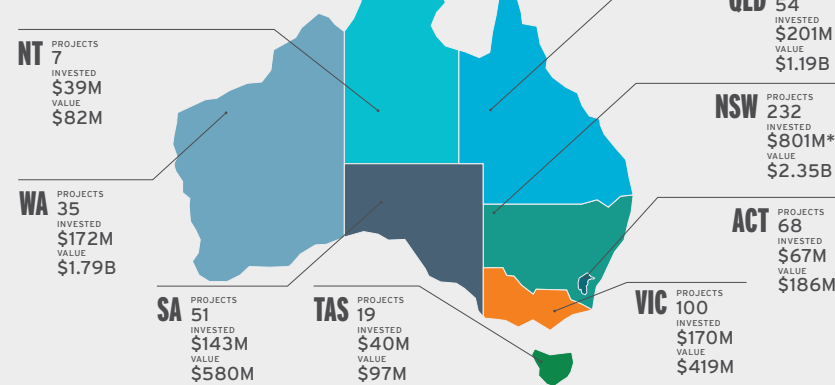 QLD
54
INVESTED
$201M
VALUE
$1.19B
NT
PROJECTS
7
INVESTED
$39M
VALUE
$82M
NSW
PROJECTS
232
INVESTED
$801M*
VALUE
$2.35B
WA
PROJECTS
35
INVESTED
$172M
VALUE
$1.79B
ACT
PROJECTS
68
INVESTED
$67M
VALUE
$186M
SA
PROJECTS
51
INVESTED
$143M
VALUE
$580M
TAS
PROJECTS
19
INVESTED
$40M
VALUE
$97M
VIC
PROJECTS
100
INVESTED
$170M
VALUE
$419M